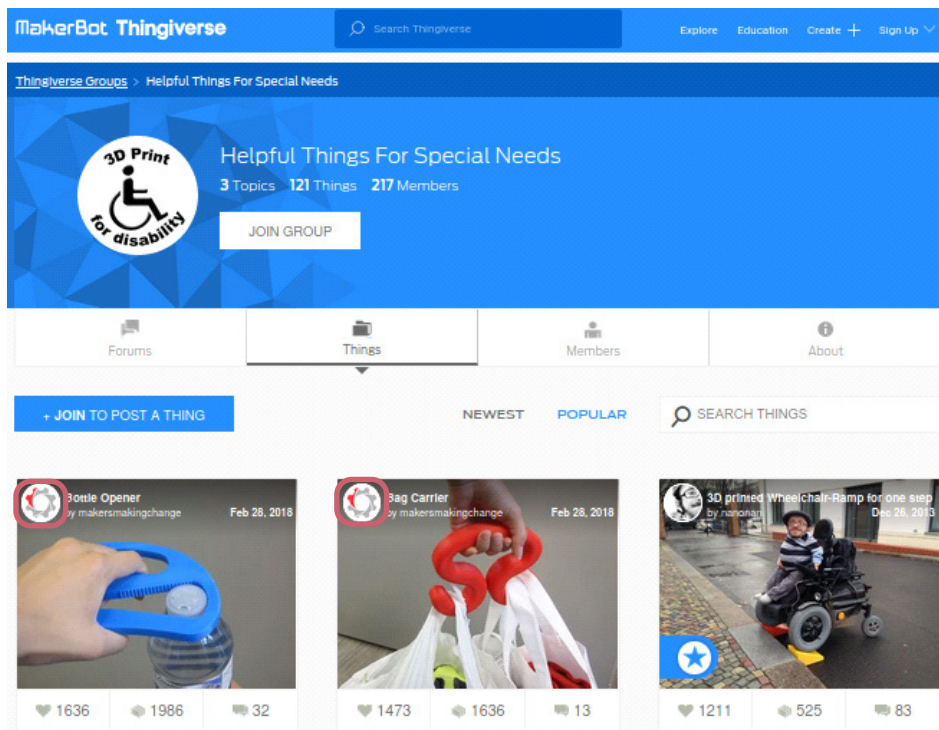 MakerBot Thingiverse
Search Thingiverse
Explore Education Create + Sign Up
Thingiverse Groups > Helpful Things For Special Needs
3D Print
for disability
Helpful Things For Special Needs
3 Topics 121 Things 217 Members
JOIN GROUP
Forums Things Members About
+ JOIN TO POST A THING
NEWEST POPULAR
SEARCH THINGS
Bottle Opener
by makersmakingchange Feb 28, 2018
Bag Carrier
by makersmakingchange Feb 28, 2018
3D printed Wheelchair-Ramp for one step
by nanonan Dec 26, 2013
1636 1986 32
1473 1636 13
1211 525 83